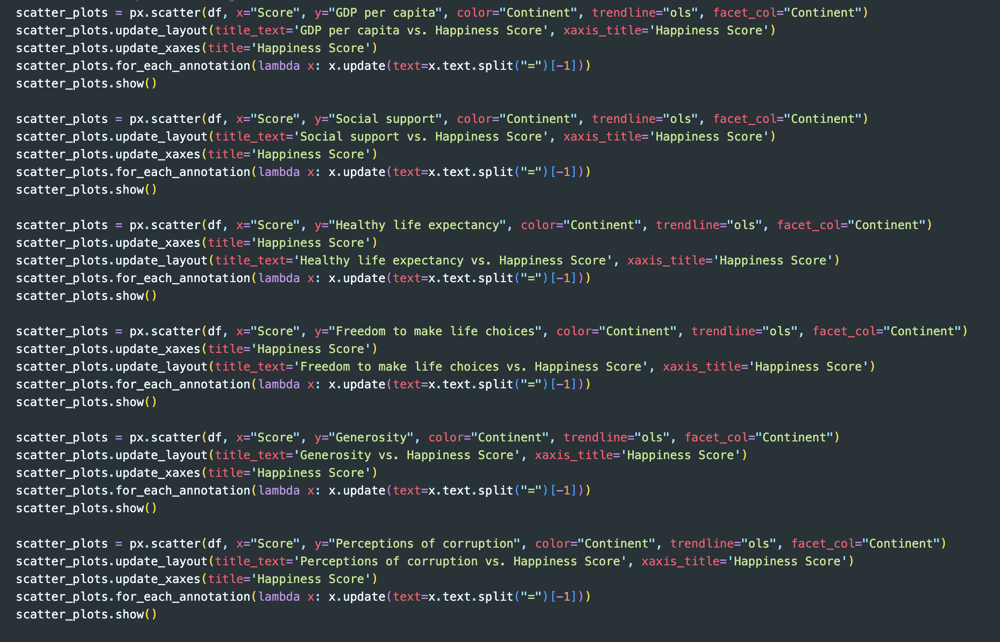 scatter_plots = px.scatter(df, x="Score", y="GDP per capita", color="Continent", trendline="ols", facet_col="Continent")
scatter_plots.update_layout(title_text='GDP per capita vs. Happiness Score', xaxis_title='Happiness Score')
scatter_plots.update_xaxes(title='Happiness Score')
scatter_plots.for_each_annotation(lambda x: x.update(text=x.text.split("=")[-1]))
scatter_plots.show()

scatter_plots = px.scatter(df, x="Score", y="Social support", color="Continent", trendline="ols", facet_col="Continent")
scatter_plots.update_layout(title_text='Social support vs. Happiness Score', xaxis_title='Happiness Score')
scatter_plots.update_xaxes(title='Happiness Score')
scatter_plots.for_each_annotation(lambda x: x.update(text=x.text.split("=")[-1]))
scatter_plots.show()

scatter_plots = px.scatter(df, x="Score", y="Healthy life expectancy", color="Continent", trendline="ols", facet_col="Continent")
scatter_plots.update_xaxes(title='Happiness Score')
scatter_plots.update_layout(title_text='Healthy life expectancy vs. Happiness Score', xaxis_title='Happiness Score')
scatter_plots.for_each_annotation(lambda x: x.update(text=x.text.split("=")[-1]))
scatter_plots.show()

scatter_plots = px.scatter(df, x="Score", y="Freedom to make life choices", color="Continent", trendline="ols", facet_col="Continent")
scatter_plots.update_xaxes(title='Happiness Score')
scatter_plots.update_layout(title_text='Freedom to make life choices vs. Happiness Score', xaxis_title='Happiness Score')
scatter_plots.for_each_annotation(lambda x: x.update(text=x.text.split("=")[-1]))
scatter_plots.show()

scatter_plots = px.scatter(df, x="Score", y="Generosity", color="Continent", trendline="ols", facet_col="Continent")
scatter_plots.update_layout(title_text='Generosity vs. Happiness Score', xaxis_title='Happiness Score')
scatter_plots.update_xaxes(title='Happiness Score')
scatter_plots.for_each_annotation(lambda x: x.update(text=x.text.split("=")[-1]))
scatter_plots.show()

scatter_plots = px.scatter(df, x="Score", y="Perceptions of corruption", color="Continent", trendline="ols", facet_col="Continent")
scatter_plots.update_layout(title_text='Perceptions of corruption vs. Happiness Score', xaxis_title='Happiness Score')
scatter_plots.update_xaxes(title='Happiness Score')
scatter_plots.for_each_annotation(lambda x: x.update(text=x.text.split("=")[-1]))
scatter_plots.show()